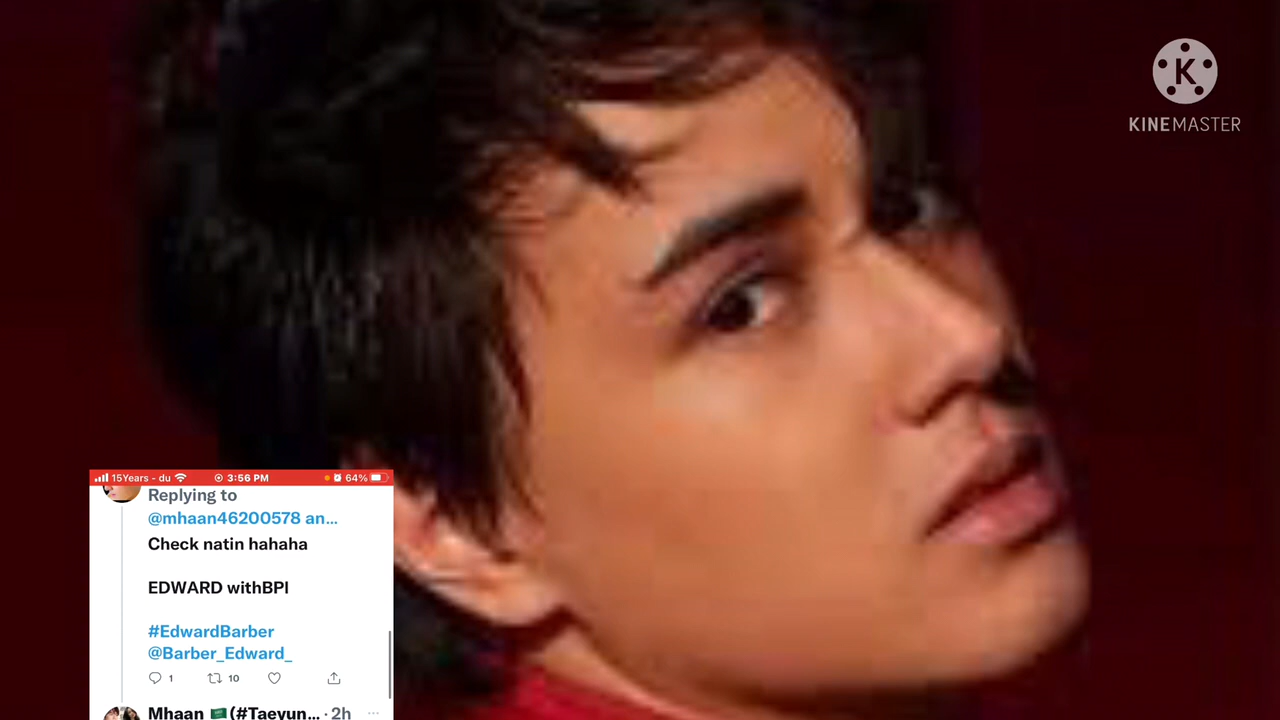 K
KINEMASTER
15Years - du 3:56 PM 64%
Replying to
@mhaan46200578 an...
Check natin hahaha
EDWARD withBPI
#EdwardBarber
@Barber_Edward_
1 10
Mhaan 🇸🇦(#Taeyun... · 2h ...